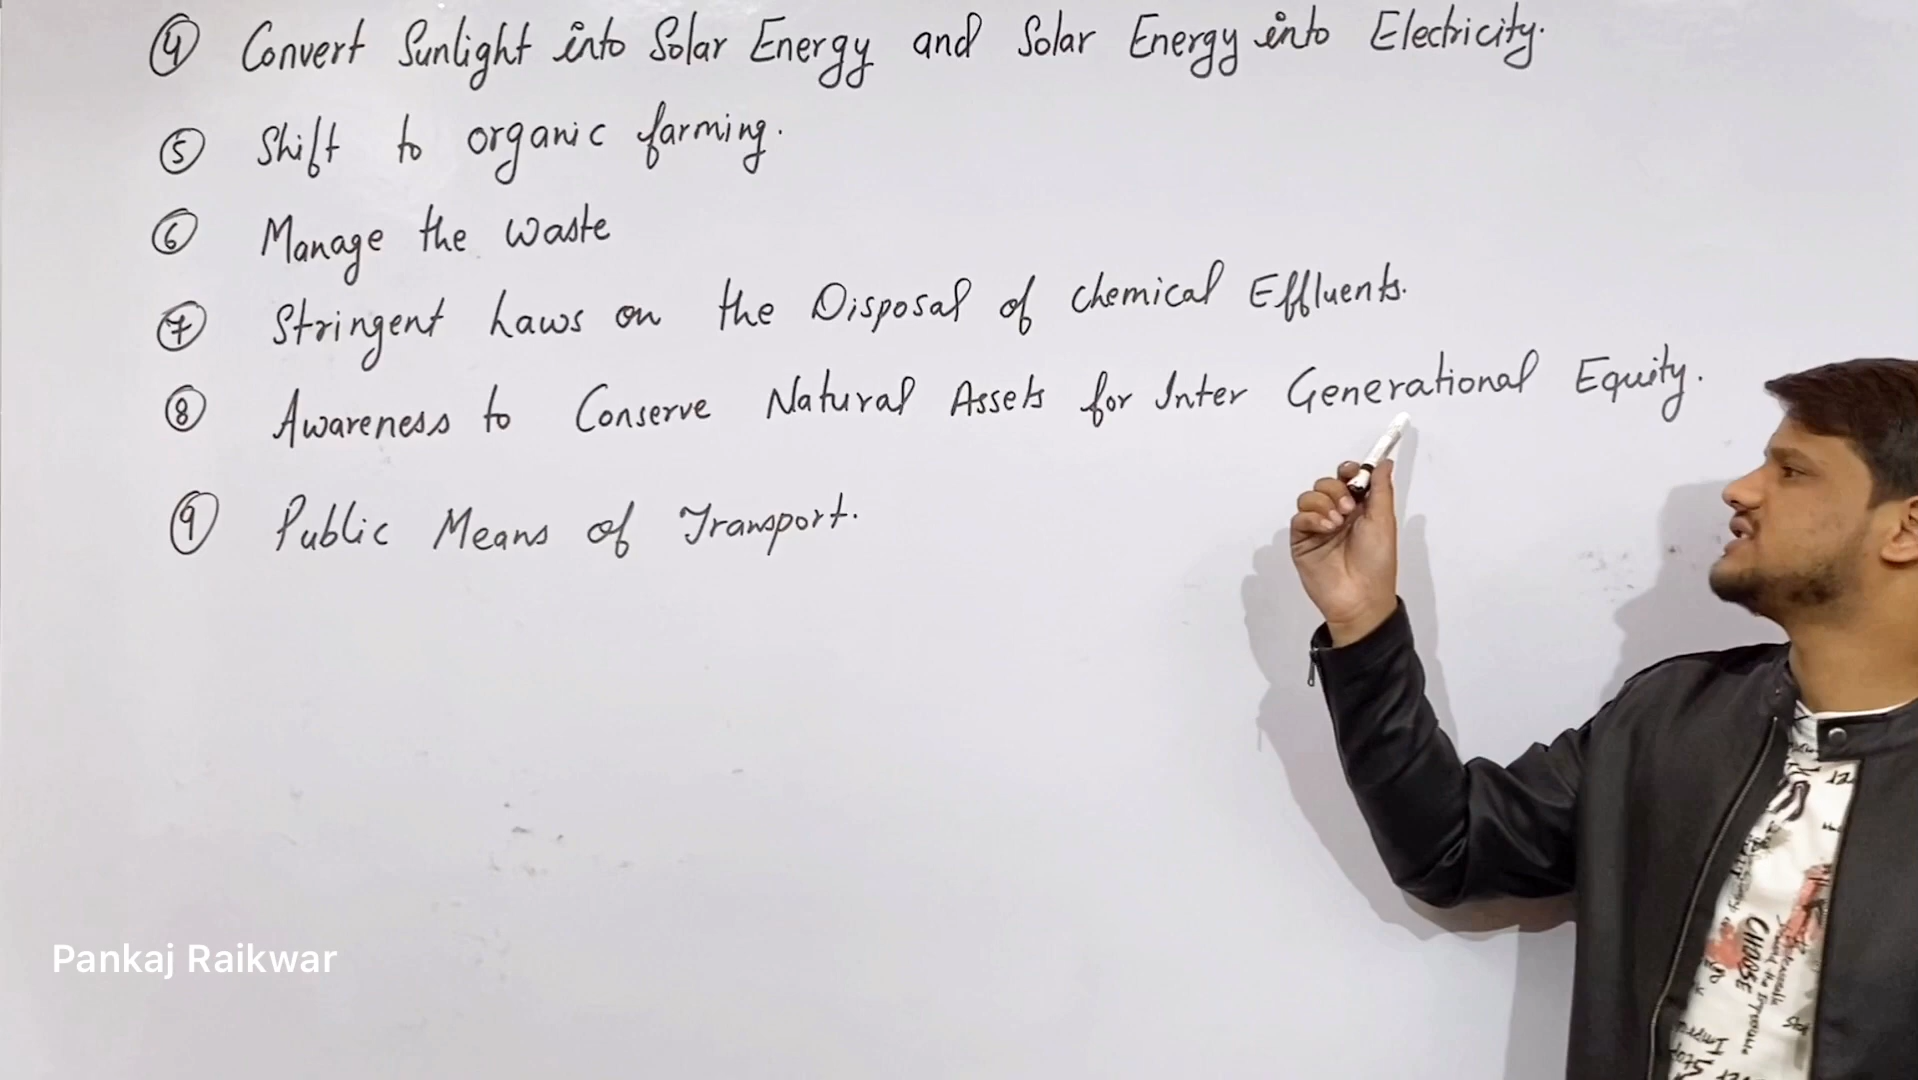 ④ Convert Sunlight into Solar Energy and Solar Energy into Electricity.
⑤ Shift to organic farming.
⑥ Manage the waste
⑦ Stringent Laws on the Disposal of Chemical Effluents.
⑧ Awareness to Conserve Natural Assets for Inter Generational Equity.
⑨ Public Means of Transport.
Pankaj Raikwar
CHOOSE